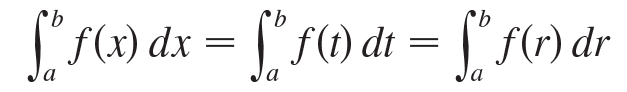 ∫_a^b f(x) dx = ∫_a^b f(t) dt = ∫_a^b f(r) dr